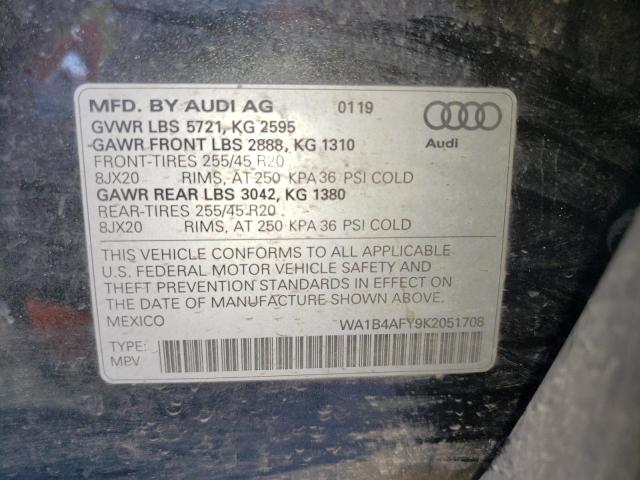 MFD. BY AUDI AG 0119
GVWR LBS 5721, KG 2595
GAWR FRONT LBS 2888, KG 1310
FRONT-TIRES 255/45 R20
8JX20 RIMS, AT 250 KPA 36 PSI COLD
GAWR REAR LBS 3042, KG 1380
REAR-TIRES 255/45 R20
8JX20 RIMS, AT 250 KPA 36 PSI COLD
Audi
THIS VEHICLE CONFORMS TO ALL APPLICABLE
U.S. FEDERAL MOTOR VEHICLE SAFETY AND
THEFT PREVENTION STANDARDS IN EFFECT ON
THE DATE OF MANUFACTURE SHOWN ABOVE.
MEXICO WA1B4AFY9K2051708
TYPE:
MPV